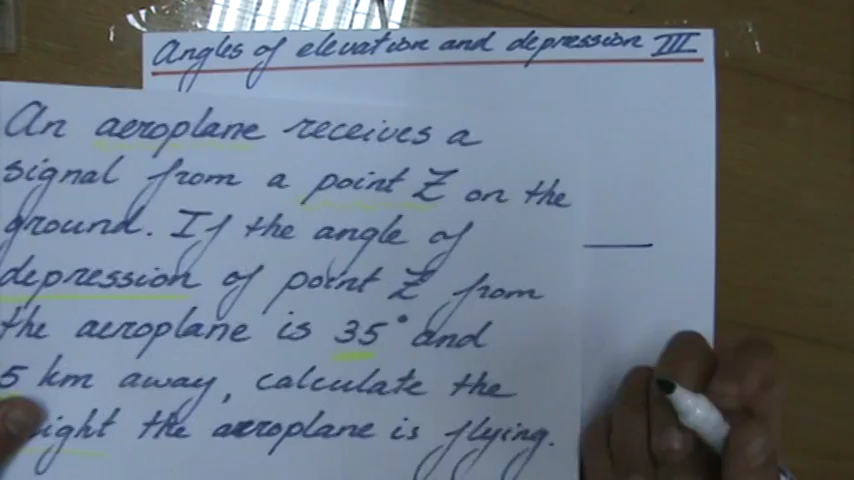 Angles of elevation and depression III
An aeroplane receives a
signal from a point Z on the
ground. If the angle of
depression of point Z from
the aeroplane is 35° and
5 km away, calculate the
the aeroplane is flying.